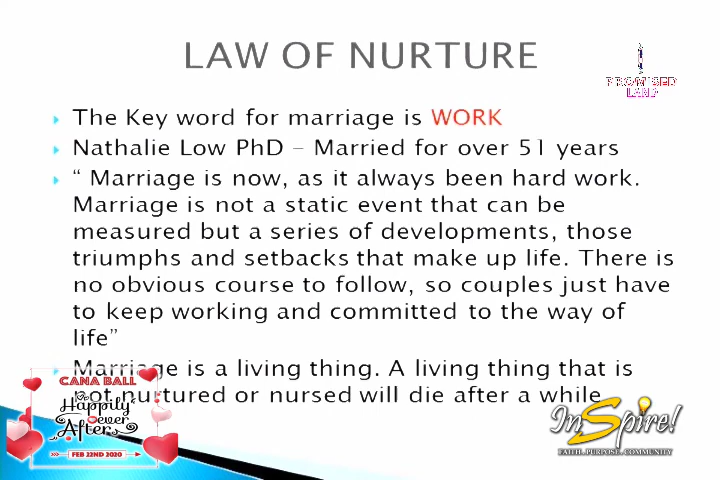 LAW OF NURTURE
PROMISED
LAND
The Key word for marriage is WORK
Nathalie Low PhD – Married for over 51 years
“ Marriage is now, as it always been hard work.
Marriage is not a static event that can be
measured but a series of developments, those
triumphs and setbacks that make up life. There is
no obvious course to follow, so couples just have
to keep working and committed to the way of
life”
Marriage is a living thing. A living thing that is
not nurtured or nursed will die after a while
CANA BALL
Happily
ever
After
FEB 22ND 2020
InSpire!
FAITH . PURPOSE . COMMUNITY